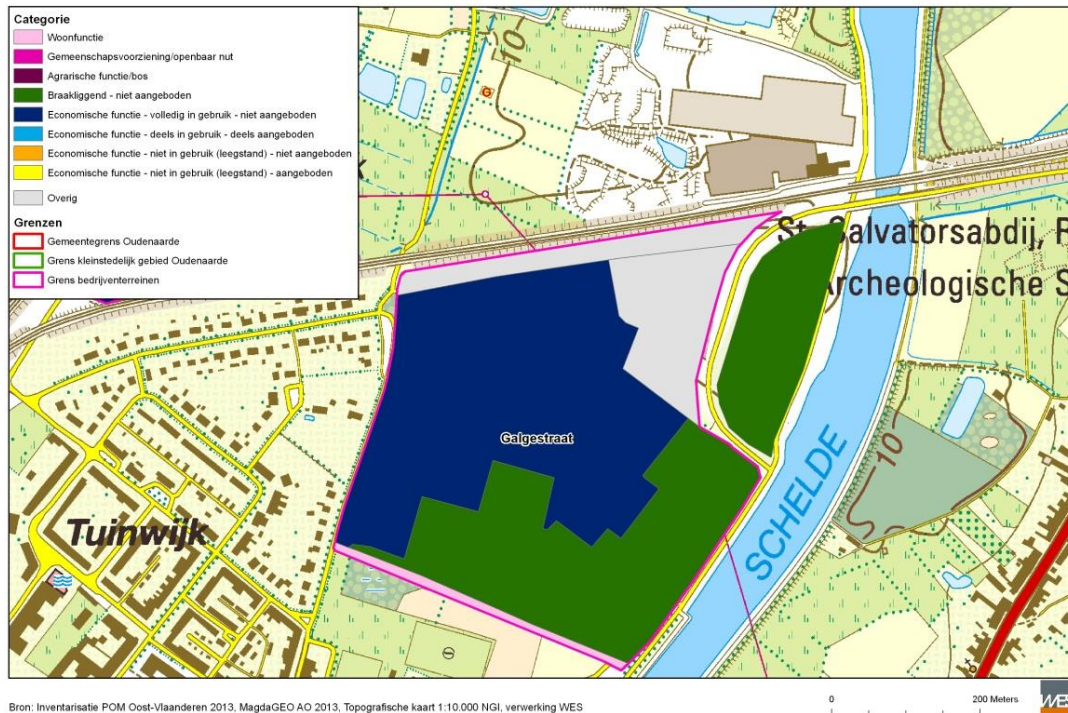 Categorie
Woonfunctie
Gemeenschapsvoorziening/openbaar nut
Agrarische functie/bos
Braakliggend - niet aangeboden
Economische functie - volledig in gebruik - niet aangeboden
Economische functie - deels in gebruik - deels aangeboden
Economische functie - niet in gebruik (leegstand) - niet aangeboden
Economische functie - niet in gebruik (leegstand) - aangeboden
Overig
Grenzen
Gemeentegrens Oudenaarde
Grens kleinstedelijk gebied Oudenaarde
Grens bedrijventerreinen
10
St. Salvatorsabdij, R
Archeologische S
Galgestraat
10
SCHELDE
Tuinwijk
Bron: Inventarisatie POM Oost-Vlaanderen 2013, MagdaGEO AO 2013, Topografische kaart 1:10.000 NGI, verwerking WES
0 200 Meters
WES